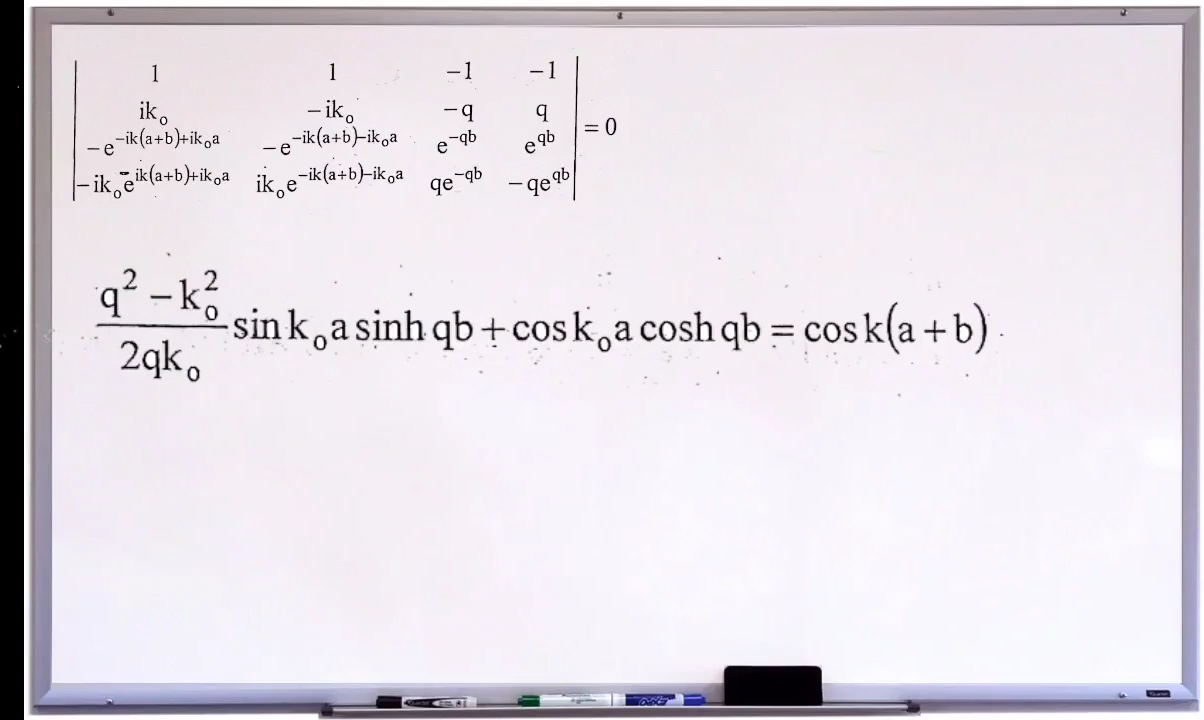 | 1 1 −1 −1 |
| ik₀ −ik₀ −q q |
| −e^{−ik(a+b)+ik₀a} −e^{−ik(a+b)−ik₀a} e^{−qb} e^{qb} | = 0
| −ik₀e^{−ik(a+b)+ik₀a} ik₀e^{−ik(a+b)−ik₀a} qe^{−qb} −qe^{qb} |
(q² − k₀²)/(2qk₀) sin k₀a sinh qb + cos k₀a cosh qb = cos k(a + b)